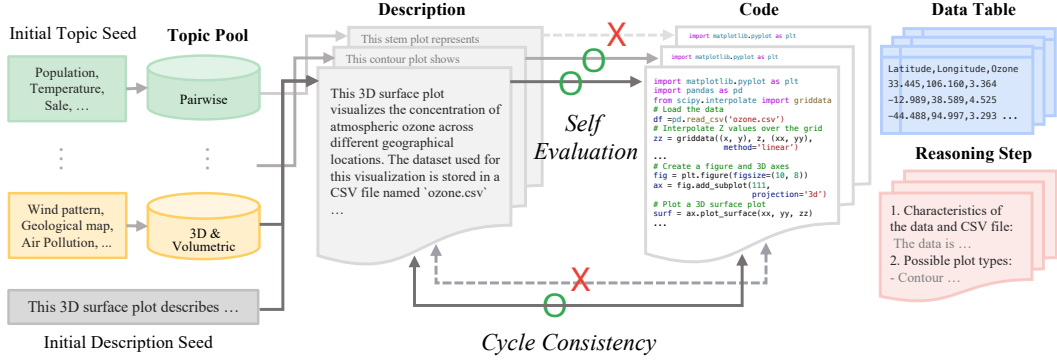 Initial Topic Seed
Topic Pool
Population,
Temperature,
Sale, …
Pairwise
Wind pattern,
Geological map,
Air Pollution, ...
3D &
Volumetric
This 3D surface plot describes …
Initial Description Seed
Description
This stem plot represents
This contour plot shows
This 3D surface plot
visualizes the concentration of
atmospheric ozone across
different geographical
locations. The dataset used for
this visualization is stored in a
CSV file named `ozone.csv`
…
X
O
O
Self
Evaluation
X
O
Cycle Consistency
Code
import matplotlib.pyplot as plt
import matplotlib.pyplot as plt
import matplotlib.pyplot as plt
import pandas as pd
from scipy.interpolate import griddata
# Load the data
df =pd.read_csv('ozone.csv')
# Interpolate Z values over the grid
zz = griddata((x, y), z, (xx, yy),
method='linear')
...
# Create a figure and 3D axes
fig = plt.figure(figsize=(10, 8))
ax = fig.add_subplot(111,
projection='3d')
# Plot a 3D surface plot
surf = ax.plot_surface(xx, yy, zz)
...
Data Table
Latitude,Longitude,Ozone
33.445,106.160,3.364
-12.989,38.589,4.525
-44.488,94.997,3.293 ...
Reasoning Step
1. Characteristics of
the data and CSV file:
The data is …
2. Possible plot types:
- Contour …